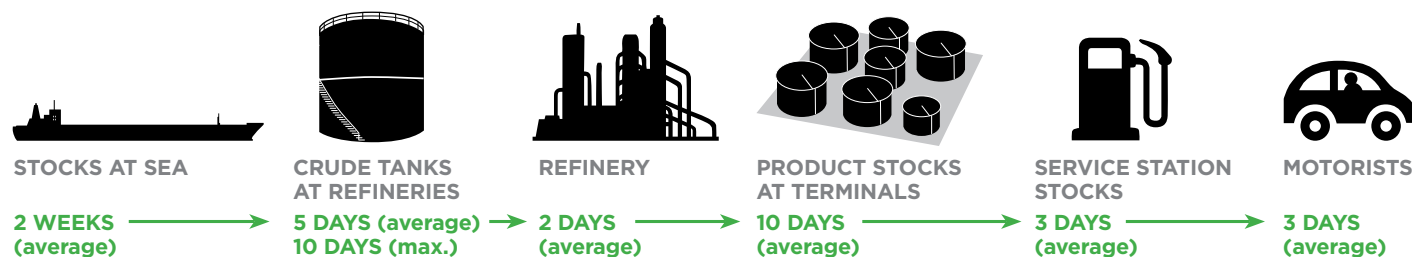 STOCKS AT SEA
2 WEEKS
(average)
CRUDE TANKS
AT REFINERIES
5 DAYS (average)
10 DAYS (max.)
REFINERY
2 DAYS
(average)
PRODUCT STOCKS
AT TERMINALS
10 DAYS
(average)
SERVICE STATION
STOCKS
3 DAYS
(average)
MOTORISTS
3 DAYS
(average)